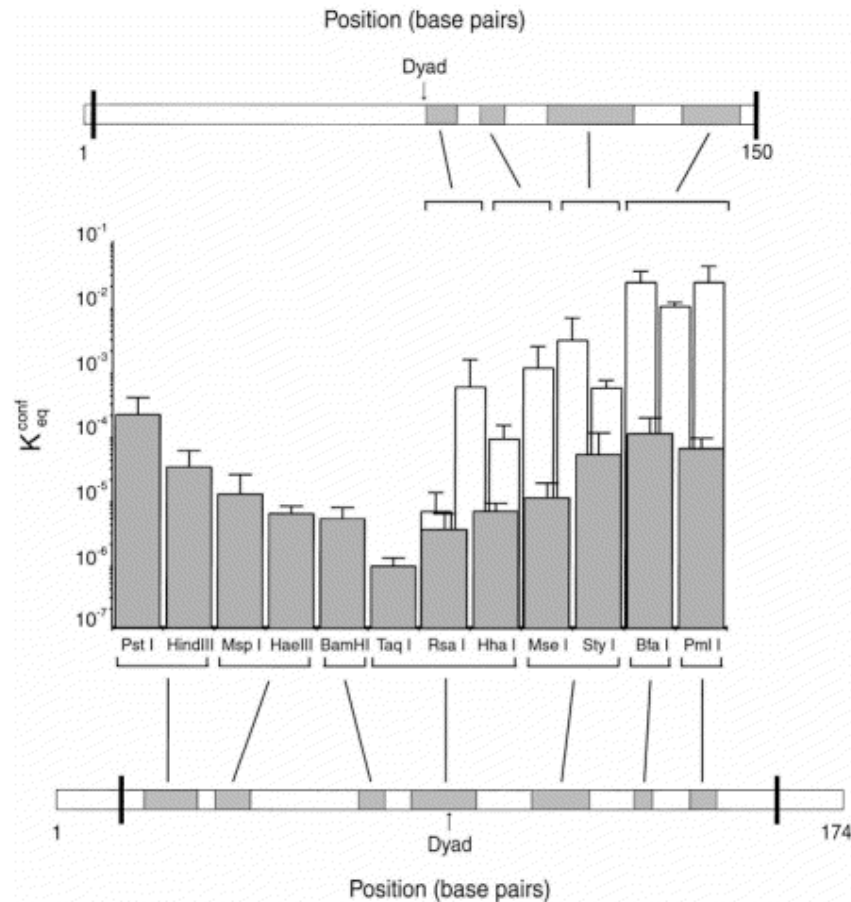 Position (base pairs)
Dyad
↓
1 150
10-1
10-2
10-3
10-4
10-5
10-6
10-7
Keqconf
Pst I HindIII Msp I HaeIII BamHI Taq I Rsa I Hha I Mse I Sty I Bfa I Pml I
1 174
↑
Dyad
Position (base pairs)